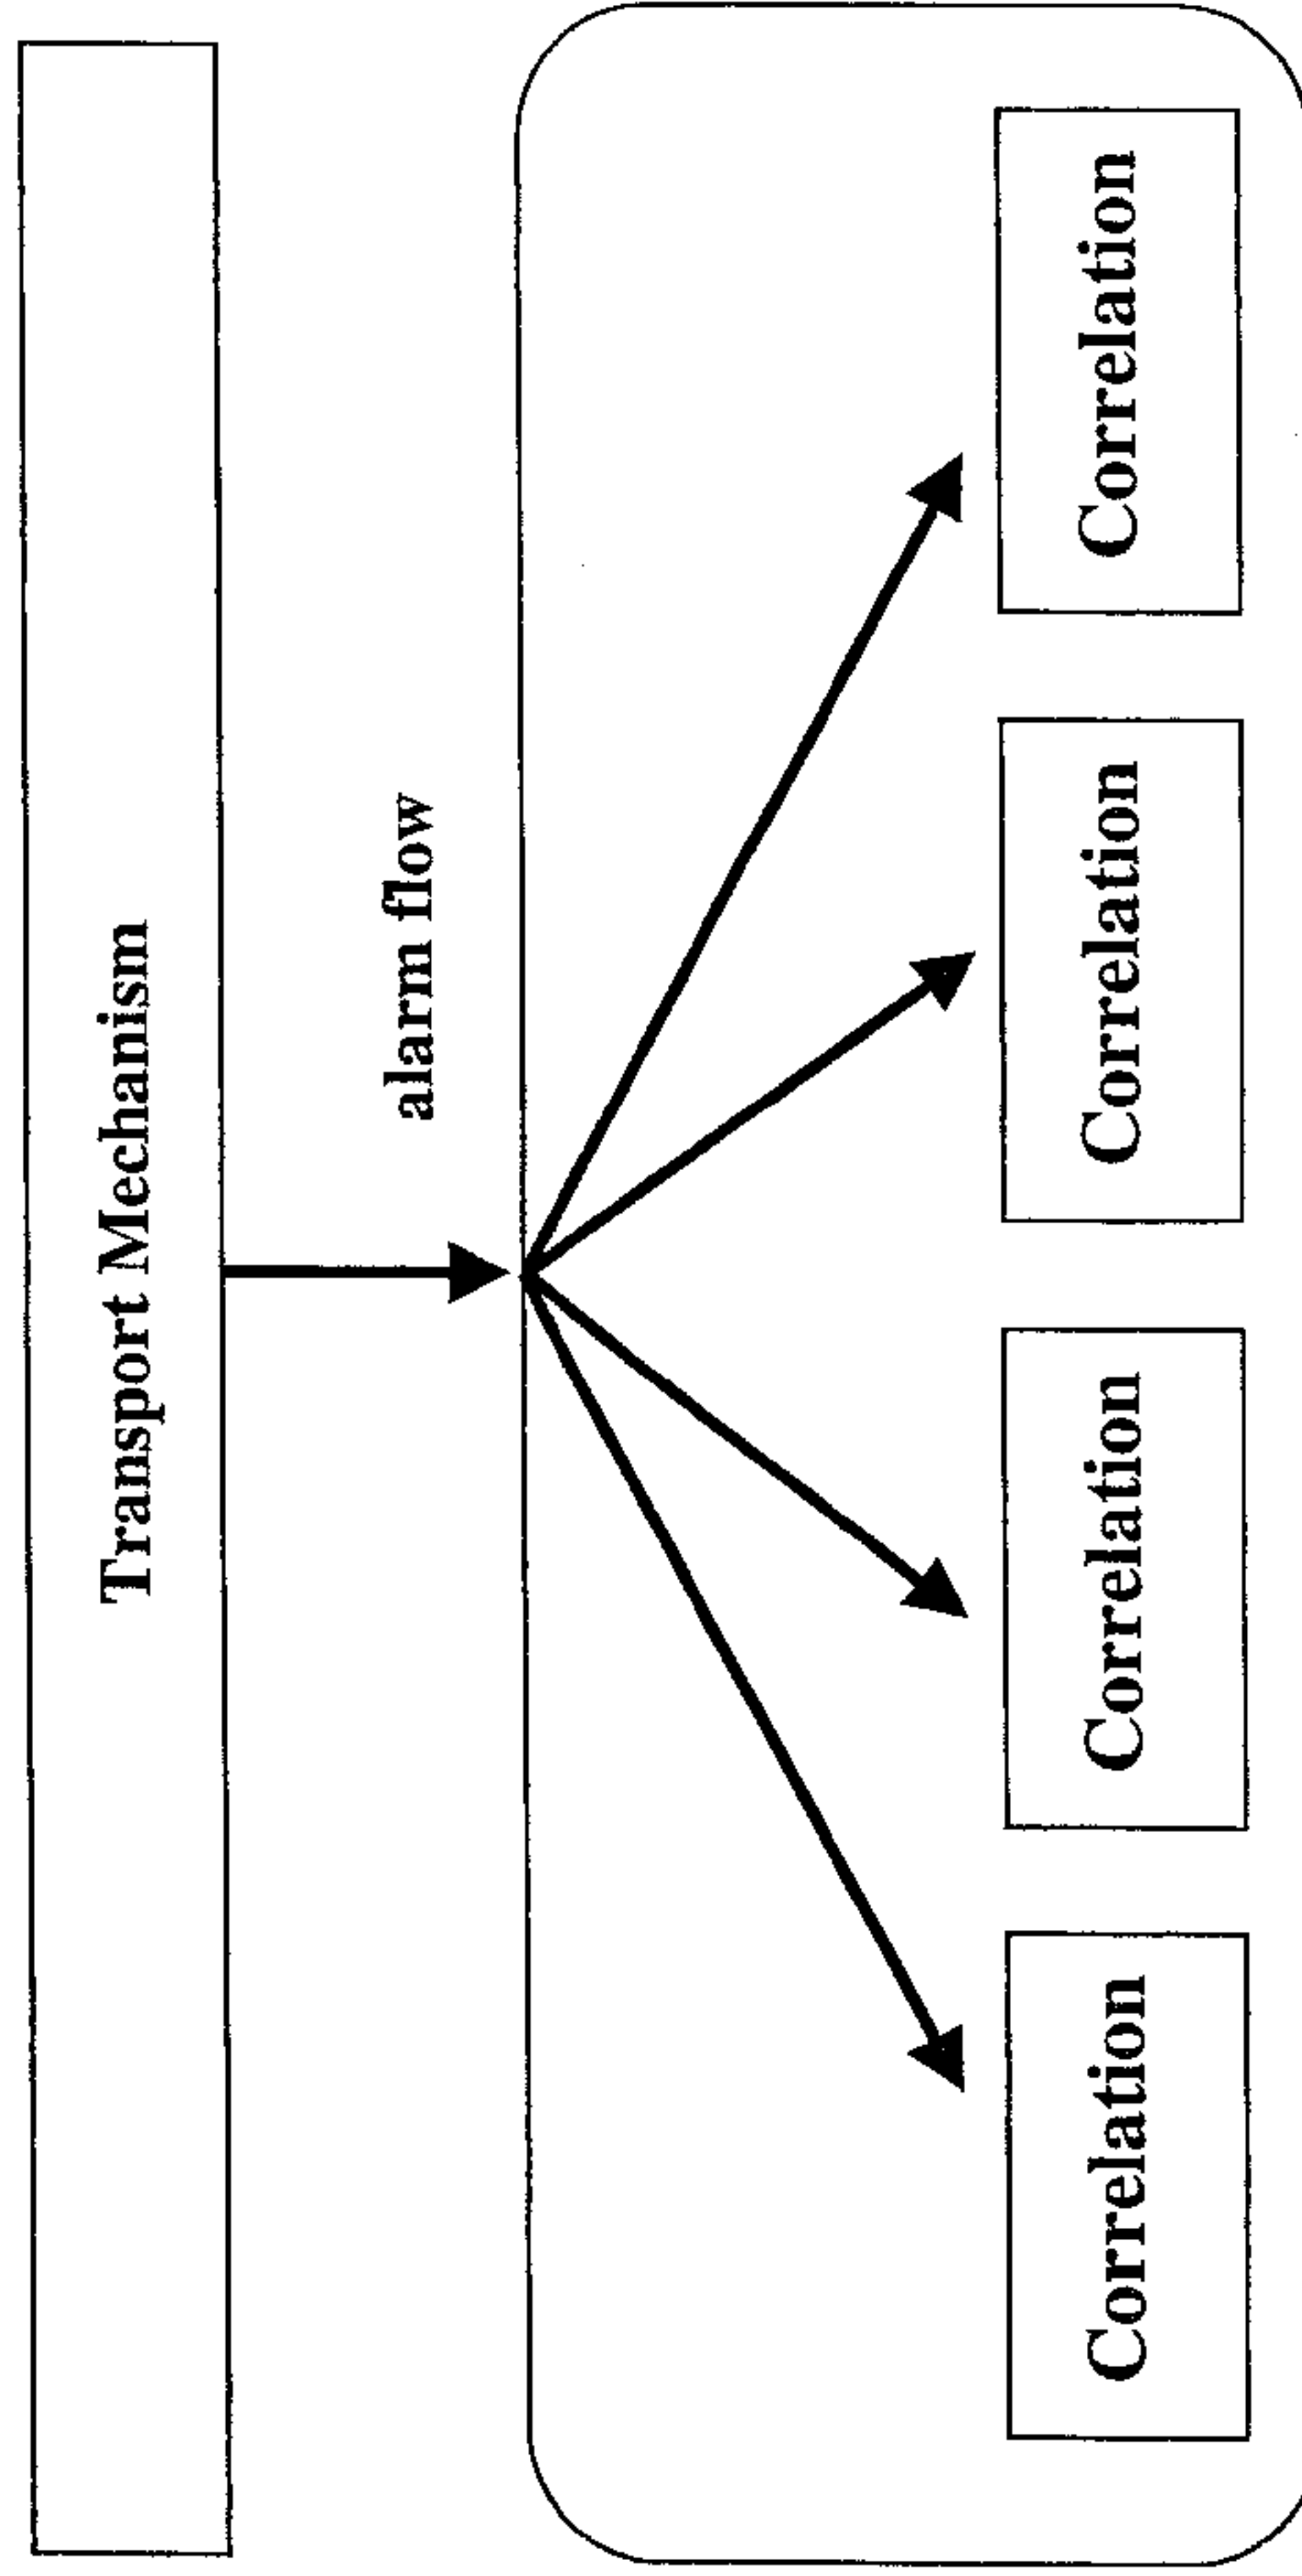 Transport Mechanism
alarm flow
Correlation
Correlation
Correlation
Correlation